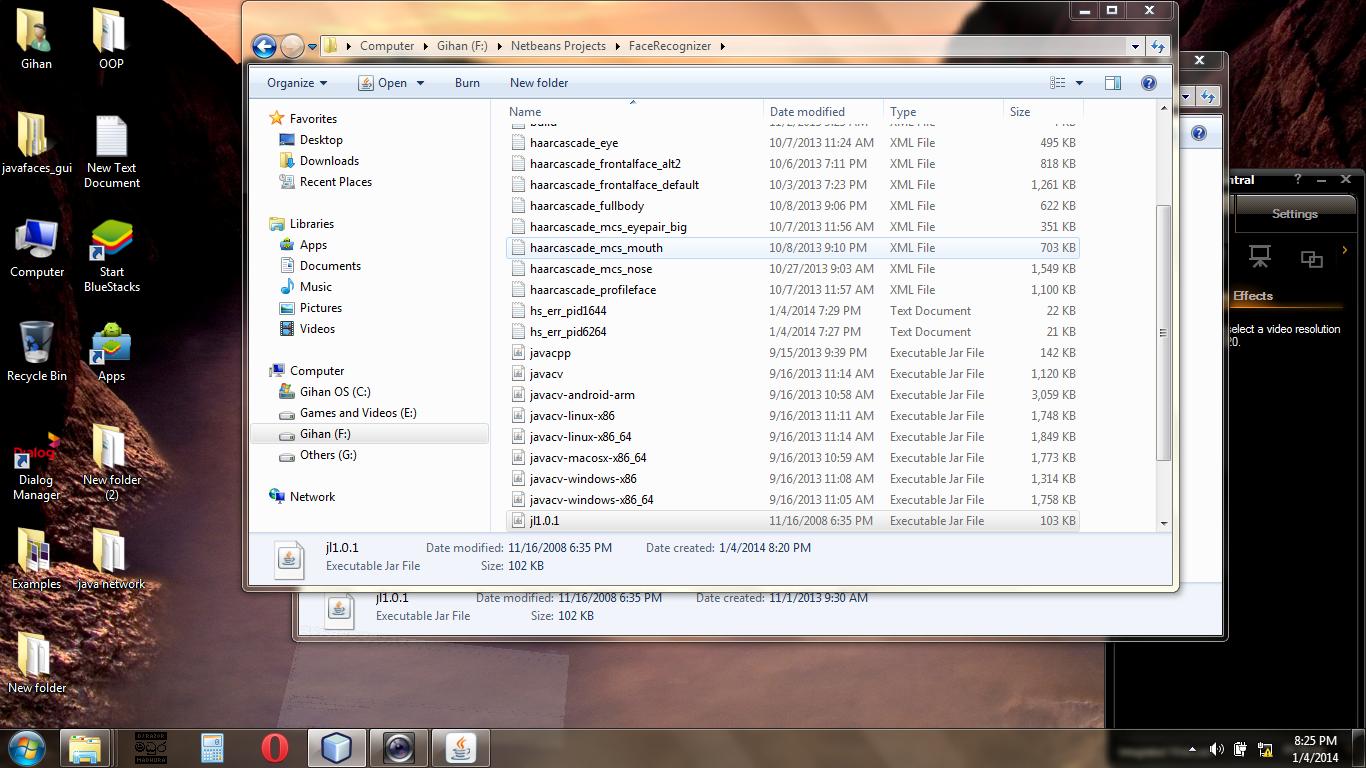 Gihan
OOP
javafaces_gui
New Text Document
Computer
Start BlueStacks
Recycle Bin
Apps
Dialog
Dialog Manager
New folder (2)
Examples
java network
New folder
Computer Gihan (F:) Netbeans Projects FaceRecognizer
Organize Open Burn New folder
Favorites
Desktop
Downloads
Recent Places
Libraries
Apps
Documents
Music
Pictures
Videos
Computer
Gihan OS (C:)
Games and Videos (E:)
Gihan (F:)
Others (G:)
Network
Name Date modified Type Size
build XML File
haarcascade_eye 10/7/2013 11:24 AM XML File 495 KB
haarcascade_frontalface_alt2 10/6/2013 7:11 PM XML File 818 KB
haarcascade_frontalface_default 10/3/2013 7:23 PM XML File 1,261 KB
haarcascade_fullbody 10/8/2013 9:06 PM XML File 622 KB
haarcascade_mcs_eyepair_big 10/7/2013 11:56 AM XML File 351 KB
haarcascade_mcs_mouth 10/8/2013 9:10 PM XML File 703 KB
haarcascade_mcs_nose 10/27/2013 9:03 AM XML File 1,549 KB
haarcascade_profileface 10/7/2013 11:57 AM XML File 1,100 KB
hs_err_pid1644 1/4/2014 7:29 PM Text Document 22 KB
hs_err_pid6264 1/4/2014 7:27 PM Text Document 21 KB
javacpp 9/15/2013 9:39 PM Executable Jar File 142 KB
javacv 9/16/2013 11:14 AM Executable Jar File 1,120 KB
javacv-android-arm 9/16/2013 10:58 AM Executable Jar File 3,059 KB
javacv-linux-x86 9/16/2013 11:11 AM Executable Jar File 1,748 KB
javacv-linux-x86_64 9/16/2013 11:14 AM Executable Jar File 1,849 KB
javacv-macosx-x86_64 9/16/2013 10:59 AM Executable Jar File 1,773 KB
javacv-windows-x86 9/16/2013 11:08 AM Executable Jar File 1,314 KB
javacv-windows-x86_64 9/16/2013 11:05 AM Executable Jar File 1,758 KB
jl1.0.1 11/16/2008 6:35 PM Executable Jar File 103 KB
jl1.0.1 Date modified: 11/16/2008 6:35 PM Date created: 1/4/2014 8:20 PM
Executable Jar File Size: 102 KB
jl1.0.1 Date modified: 11/16/2008 6:35 PM Date created: 11/1/2013 9:30 AM
Executable Jar File Size: 102 KB
ntral
Settings
Effects
select a video resolution
20.
8:25 PM
1/4/2014